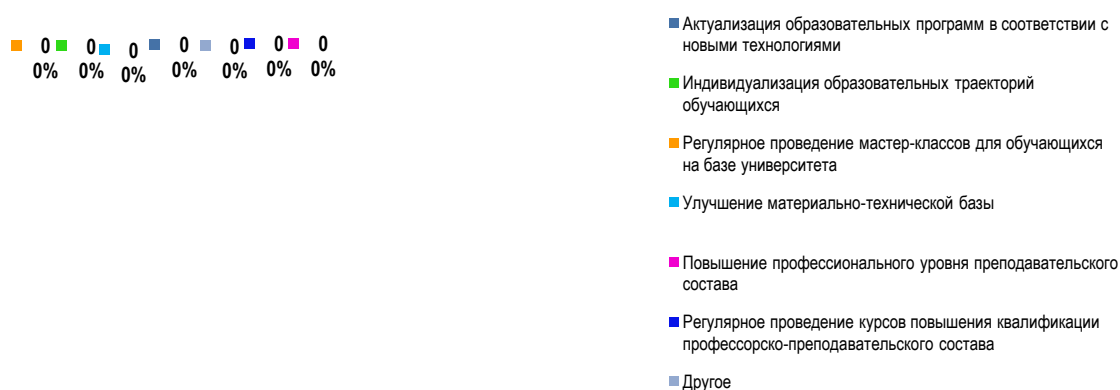 0 0 0 0 0 0 0
0% 0% 0% 0% 0% 0% 0%
Актуализация образовательных программ в соответствии с
новыми технологиями
Индивидуализация образовательных траекторий
обучающихся
Регулярное проведение мастер-классов для обучающихся
на базе университета
Улучшение материально-технической базы
Повышение профессионального уровня преподавательского
состава
Регулярное проведение курсов повышения квалификации
профессорско-преподавательского состава
Другое